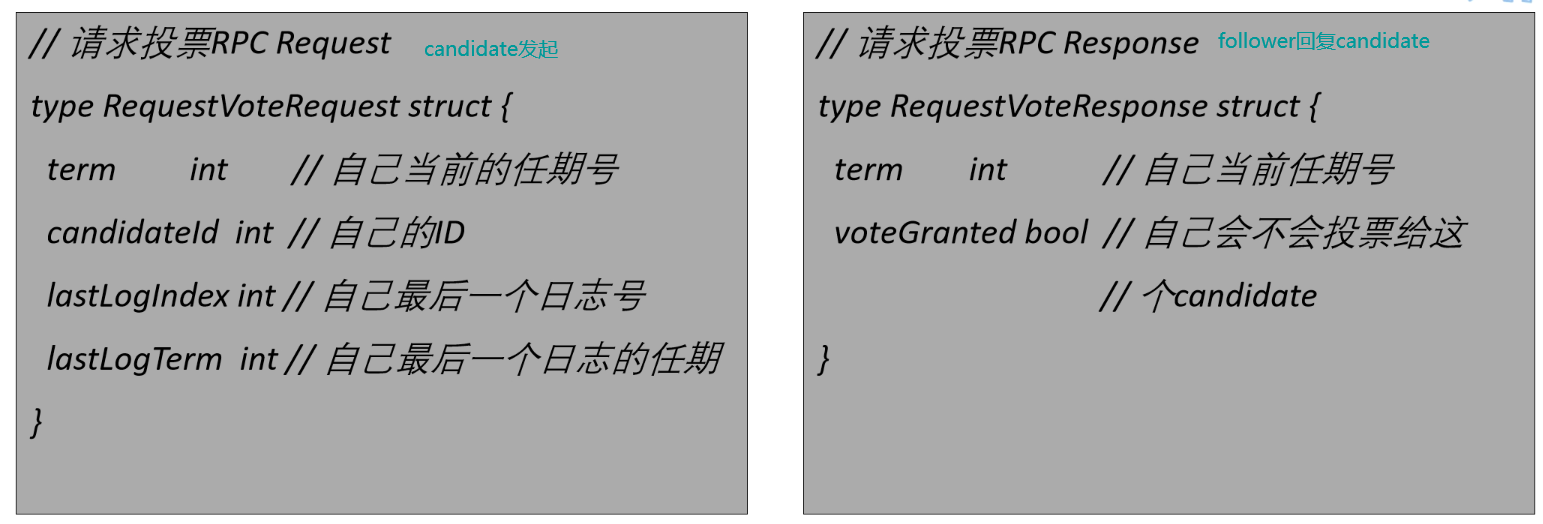 // 请求投票RPC Request candidate发起
type RequestVoteRequest struct {
term int // 自己当前的任期号
candidateId int // 自己的ID
lastLogIndex int // 自己最后一个日志号
lastLogTerm int // 自己最后一个日志的任期
}
// 请求投票RPC Response follower回复candidate
type RequestVoteResponse struct {
term int // 自己当前任期号
voteGranted bool // 自己会不会投票给这
// 个candidate
}